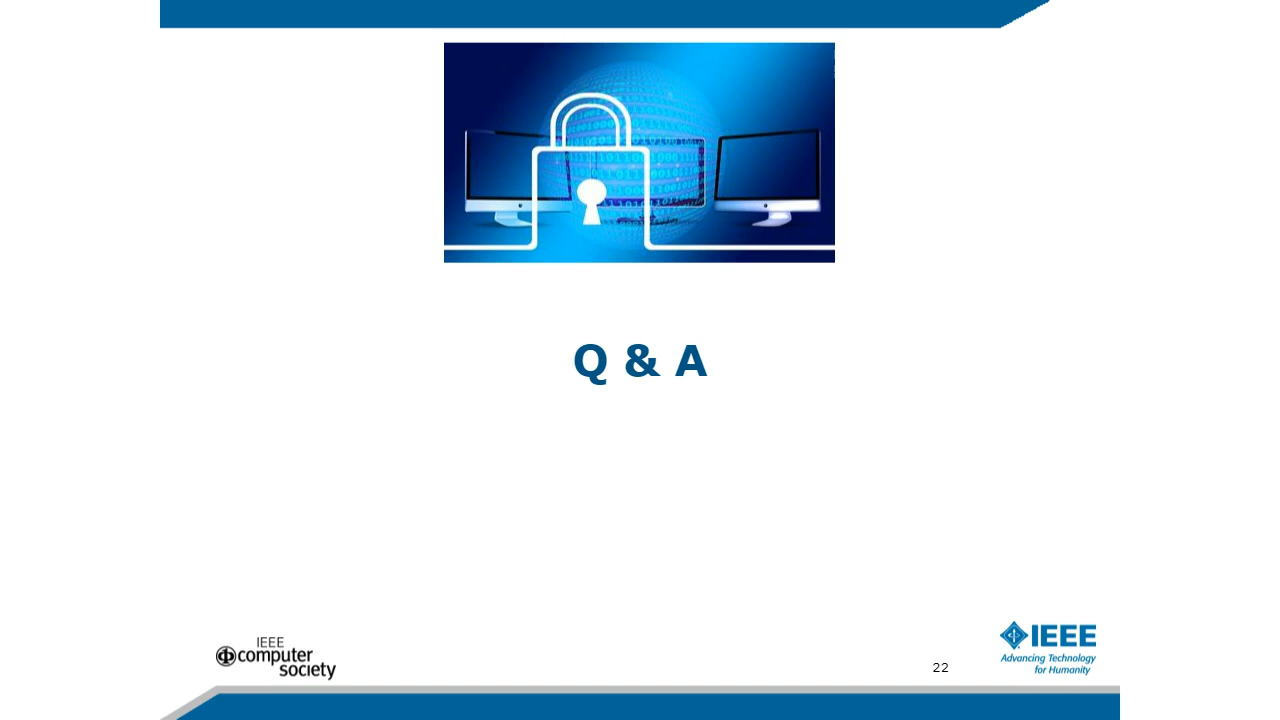 Q & A
IEEE
computer
society
22
IEEE
Advancing Technology
for Humanity